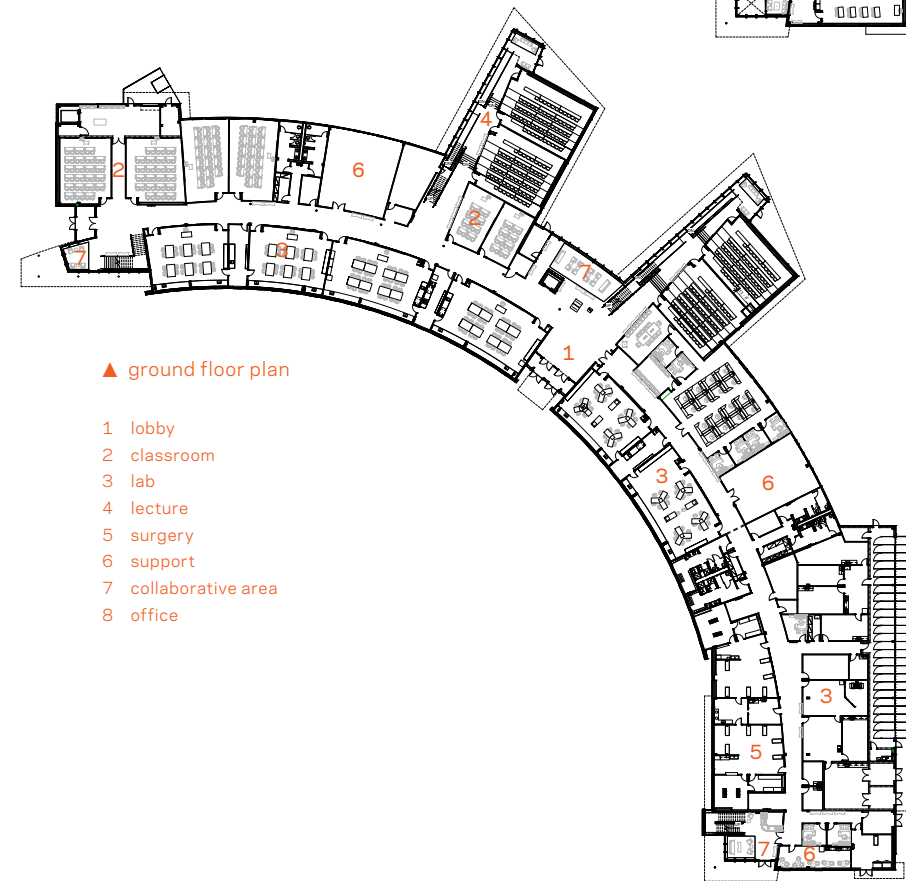 4
2
6
2
7
8
7
1
▲ ground floor plan
1 lobby
2 classroom
3 lab
4 lecture
5 surgery
6 support
7 collaborative area
8 office
3
6
3
5
7
6